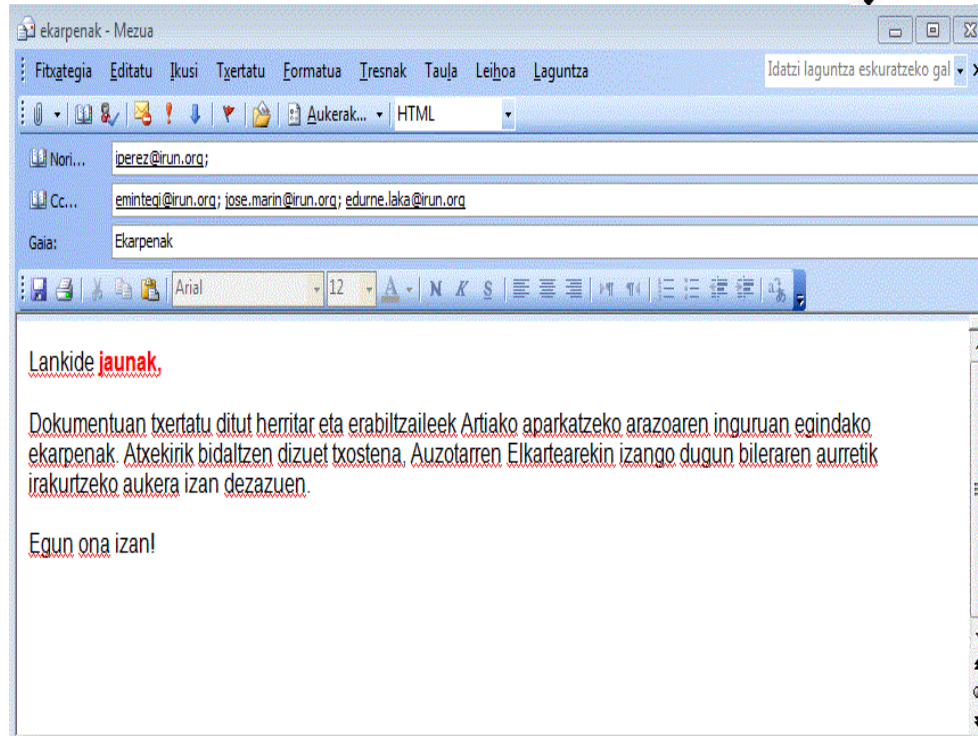 ekarpenak - Mezua
Fitxategia Editatu Ikusi Txertatu Formatua Tresnak Taula Leihoa Laguntza Idatzi laguntza eskuratzeko gal
Aukerak... HTML
Nori... iperez@irun.org;
Cc... emintegi@irun.org; jose.marin@irun.org; edurne.laka@irun.org
Gaia: Ekarpenak
Arial 12 A N K S
Lankide jaunak,
Dokumentuan txertatu ditut herritar eta erabiltzaileek Artiako aparkatzeko arazoaren inguruan egindako
ekarpenak. Atxekirik bidaltzen dizuet txostena, Auzotarren Elkartearekin izango dugun bileraren aurretik
irakurtzeko aukera izan dezazuen.
Egun ona izan!